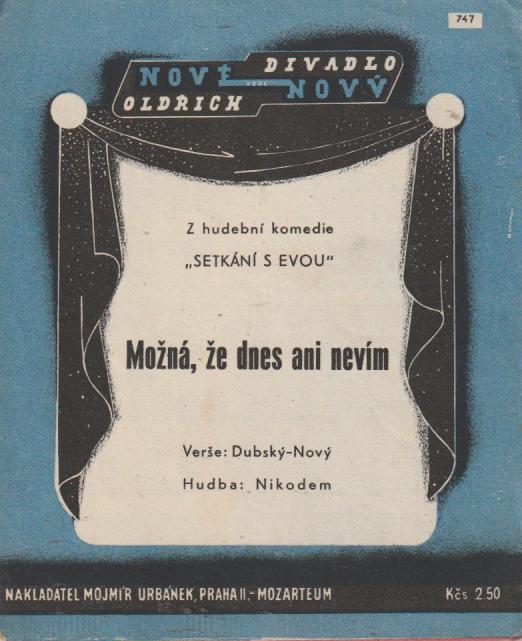 747
NOVÉ DIVADLO
VEDE
OLDŘICH NOVÝ
Z hudební komedie
„SETKÁNÍ S EVOU“
Možná, že dnes ani nevím
Verše: Dubský-Nový
Hudba: Nikodem
NAKLADATEL MOJMÍR URBÁNEK, PRAHA II.-MOZARTEUM
Kčs 2.50